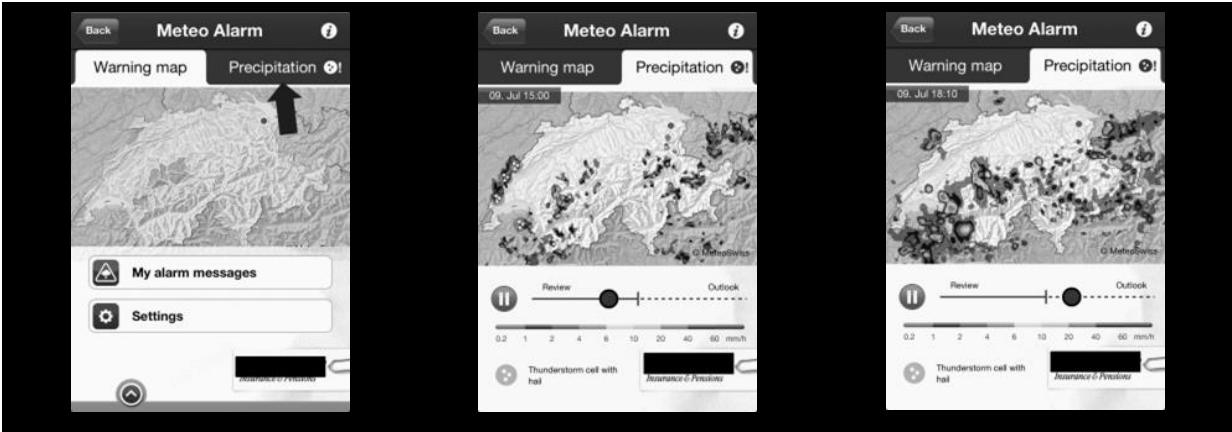 Back Meteo Alarm i
Warning map Precipitation !
My alarm messages
Settings
Insurance & Pensions
Back Meteo Alarm i
Warning map Precipitation !
09. Jul 15:00
© MeteoSwiss
Review Outlook
0.2 1 2 4 6 10 20 40 60 mm/h
Thunderstorm cell with
hail
Insurance & Pensions
Back Meteo Alarm i
Warning map Precipitation !
09. Jul 18:10
© MeteoSwiss
Review Outlook
0.2 1 2 4 6 10 20 40 60 mm/h
Thunderstorm cell with
hail
Insurance & Pensions